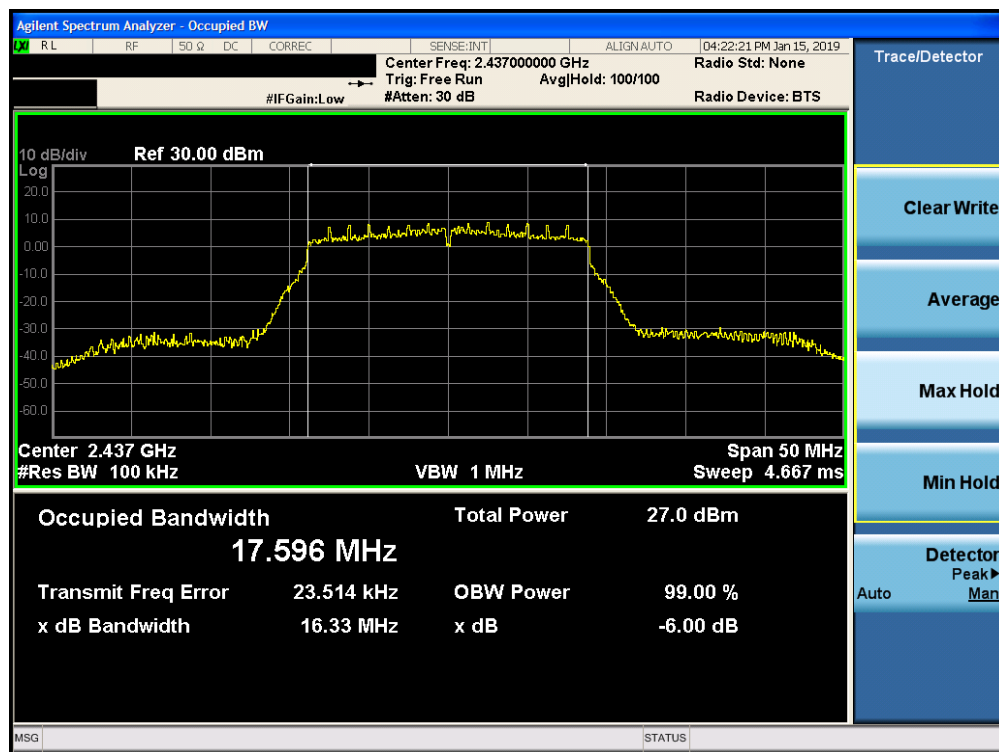 Agilent Spectrum Analyzer - Occupied BW
LXI RL RF 50 Ω DC CORREC SENSE:INT ALIGN AUTO 04:22:21 PM Jan 15, 2019
Center Freq: 2.437000000 GHz Radio Std: None
Trig: Free Run Avg|Hold: 100/100
#IFGain:Low #Atten: 30 dB Radio Device: BTS
10 dB/div Ref 30.00 dBm
Log
20.0
10.0
0.00
-10.0
-20.0
-30.0
-40.0
-50.0
-60.0
Center 2.437 GHz Span 50 MHz
#Res BW 100 kHz VBW 1 MHz Sweep 4.667 ms
Occupied Bandwidth Total Power 27.0 dBm
17.596 MHz
Transmit Freq Error 23.514 kHz OBW Power 99.00 %
x dB Bandwidth 16.33 MHz x dB -6.00 dB
MSG STATUS
Trace/Detector
Clear Write
Average
Max Hold
Min Hold
Detector
Peak▶
Auto Man